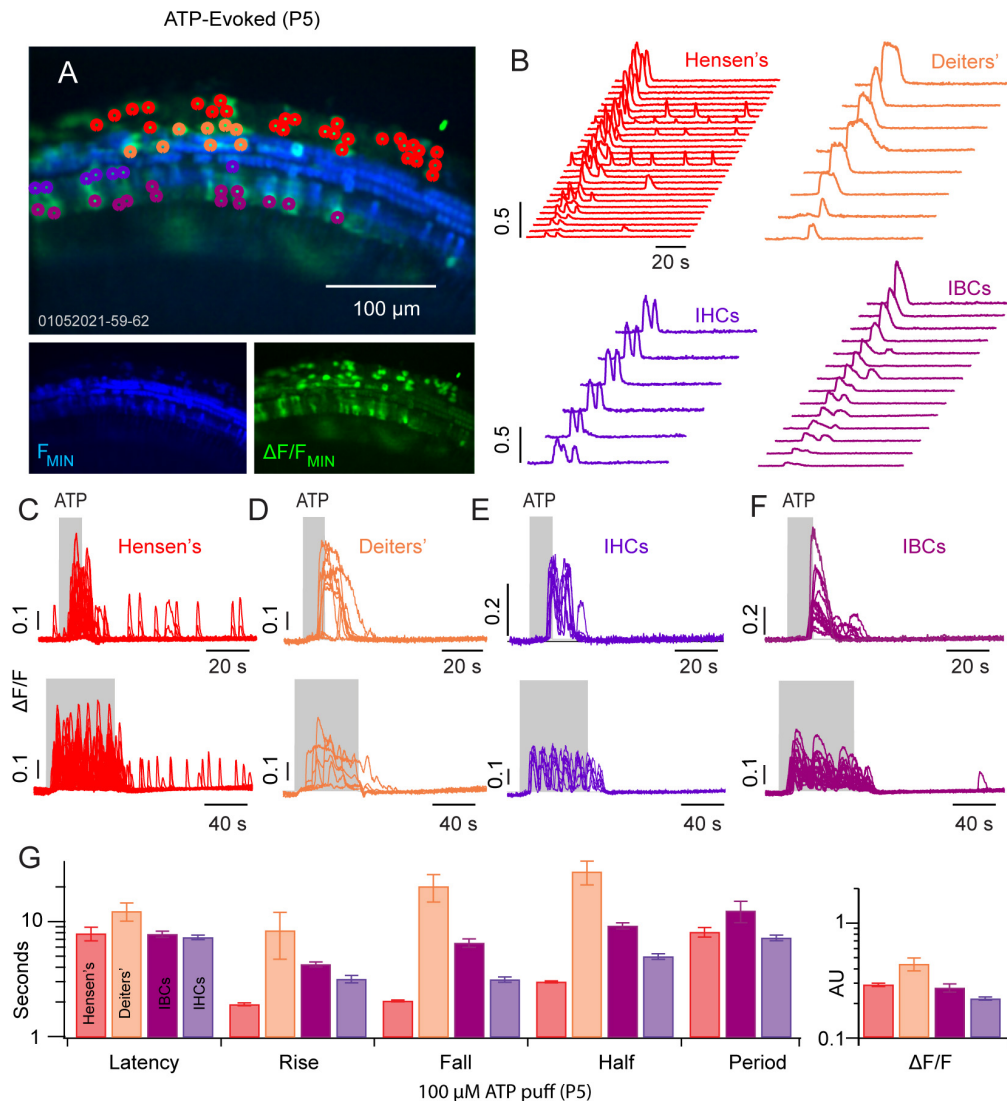 ATP-Evoked (P5)
A
100 µm
01052021-59-62
F MIN
ΔF/F MIN
B
Hensen's
0.5
20 s
Deiters'
IHCs
0.5
IBCs
C
ATP
Hensen's
0.1
20 s
D
ATP
Deiters'
0.1
20 s
E
ATP
IHCs
0.2
20 s
F
ATP
IBCs
0.2
20 s
ΔF/F
0.1
40 s
0.1
40 s
0.1
40 s
0.1
40 s
G
Seconds
10
1
Hensen's
Deiters'
IBCs
IHCs
Latency
Rise
Fall
Half
Period
AU
1
0.1
ΔF/F
100 µM ATP puff (P5)